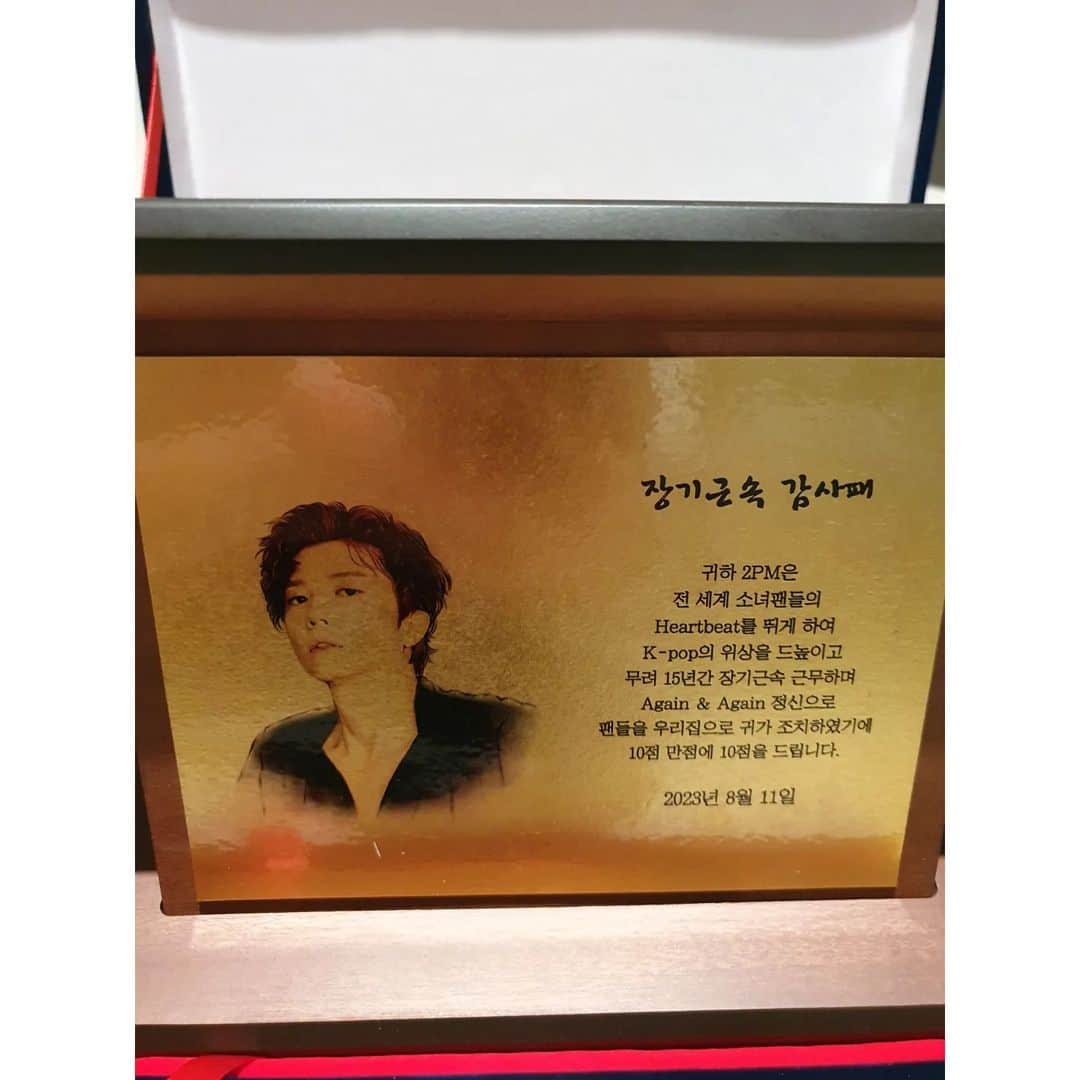 장기근속 감사패
귀하 2PM은
전 세계 소녀팬들의
Heartbeat를 뛰게 하여
K-pop의 위상을 드높이고
무려 15년간 장기근속 근무하며
Again & Again 정신으로
팬들을 우리집으로 귀가 조치하였기에
10점 만점에 10점을 드립니다.
2023년 8월 11일